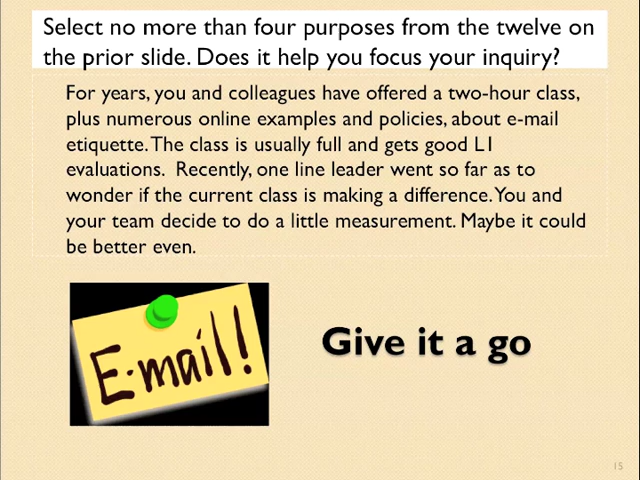 Select no more than four purposes from the twelve on
the prior slide. Does it help you focus your inquiry?
For years, you and colleagues have offered a two-hour class,
plus numerous online examples and policies, about e-mail
etiquette. The class is usually full and gets good L1
evaluations.  Recently, one line leader went so far as to
wonder if the current class is making a difference. You and
your team decide to do a little measurement. Maybe it could
be better even.
E-mail!
Give it a go
15